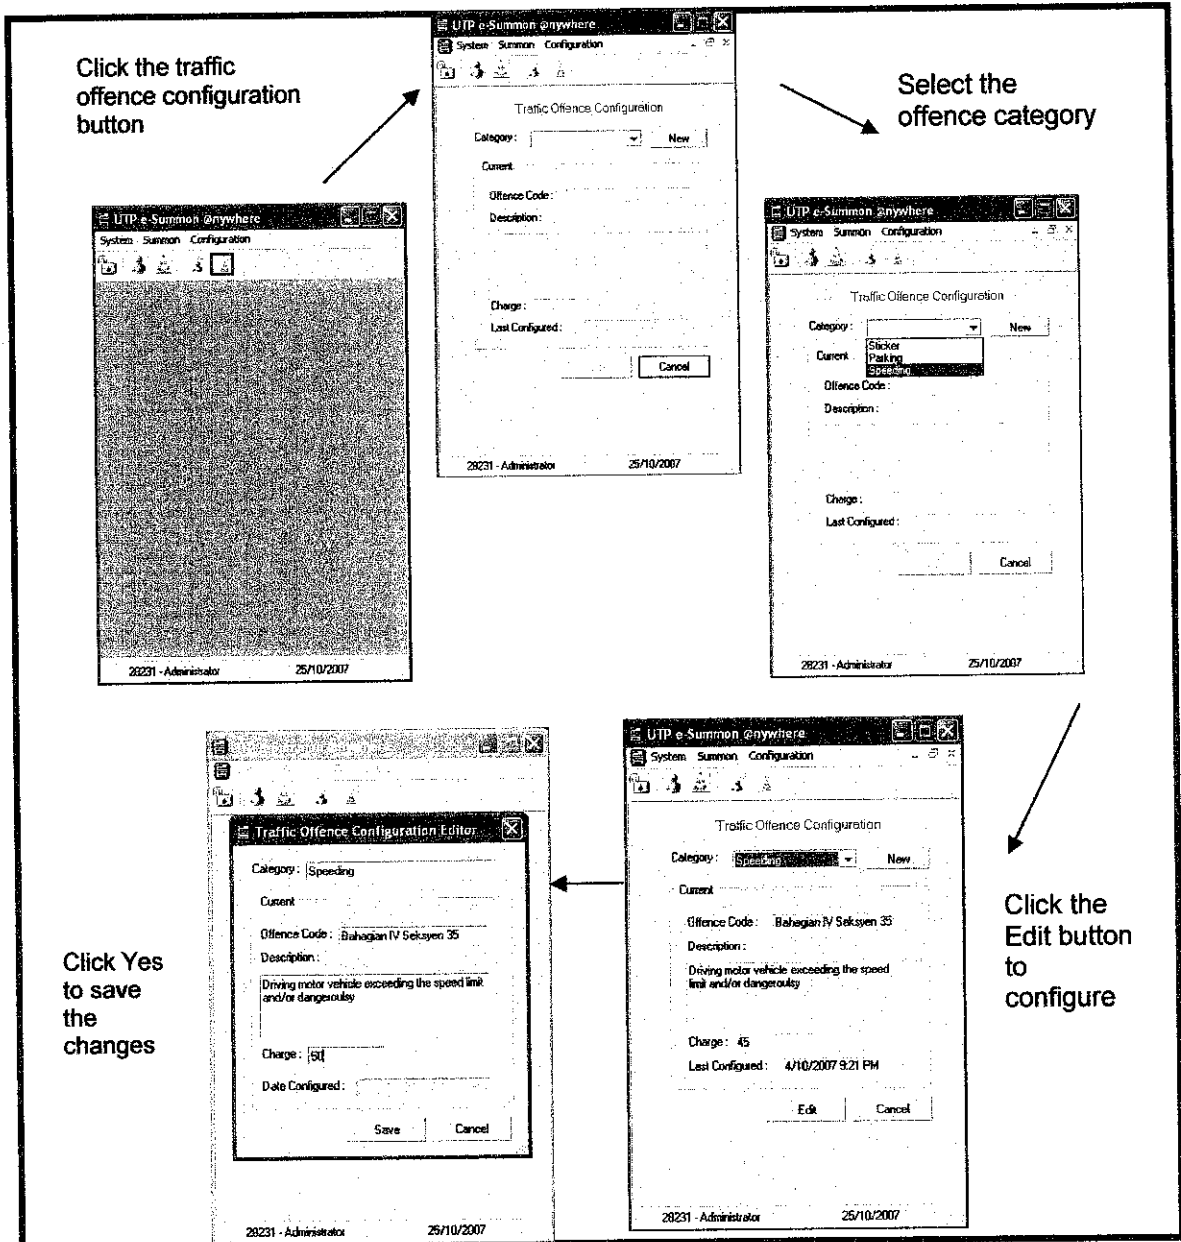 Click the traffic
offence configuration
button
UTP e-Summon @nywhere
System Summon Configuration
Traffic Offence Configuration
Category : New
Current
Offence Code :
Description :
Charge :
Last Configured :
Cancel
28231 - Administrator 25/10/2007
Select the
offence category
UTP e-Summon @nywhere
System Summon Configuration
28231 - Administrator 25/10/2007
UTP e-Summon @nywhere
System Summon Configuration
Traffic Offence Configuration
Category : New
Sticker
Current Parking
Speeding
Offence Code :
Description :
Charge :
Last Configured :
Cancel
28231 - Administrator 25/10/2007
Traffic Offence Configuration Editor
Category : Speeding
Current
Offence Code : Bahagian IV Seksyen 35
Description :
Driving motor vehicle exceeding the speed limit
and/or dangeroulsy
Charge : 50
Date Configured :
Save Cancel
28231 - Administrator 25/10/2007
Click Yes
to save
the
changes
UTP e-Summon @nywhere
System Summon Configuration
Traffic Offence Configuration
Category : Speeding New
Current
Offence Code : Bahagian IV Seksyen 35
Description :
Driving motor vehicle exceeding the speed
limit and/or dangeroulsy
Charge : 45
Last Configured : 4/10/2007 9:21 PM
Edit Cancel
28231 - Administrator 25/10/2007
Click the
Edit button
to
configure